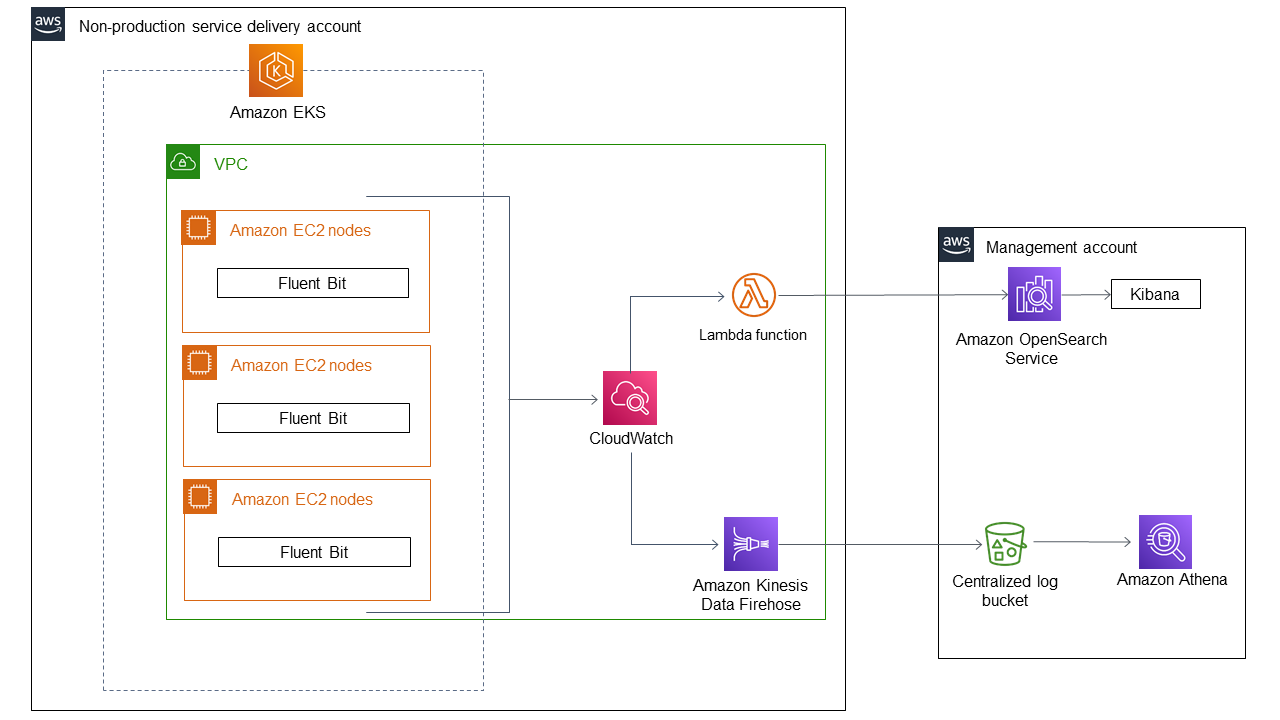 aws
Non-production service delivery account
Amazon EKS
VPC
Amazon EC2 nodes
Fluent Bit
Amazon EC2 nodes
Fluent Bit
Amazon EC2 nodes
Fluent Bit
CloudWatch
Lambda function
Amazon Kinesis
Data Firehose
aws
Management account
Amazon OpenSearch
Service
Kibana
Centralized log
bucket
Amazon Athena